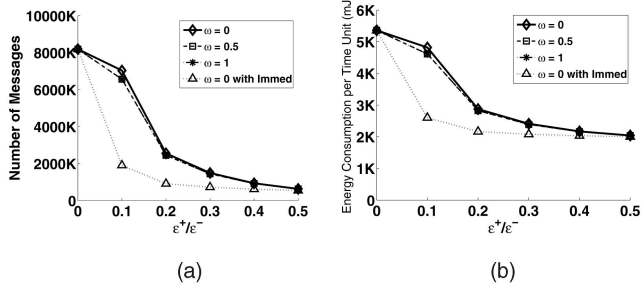 10000K
8000K
6000K
4000K
2000K
0
Number of Messages
0 0.1 0.2 0.3 0.4 0.5
ε+/ε−
ω = 0
ω = 0.5
ω = 1
ω = 0 with Immed
(a)
6K
5K
4K
3K
2K
1K
0
Energy Consumption per Time Unit (mJ
0 0.1 0.2 0.3 0.4 0.5
ε+/ε−
ω = 0
ω = 0.5
ω = 1
ω = 0 with Immed
(b)